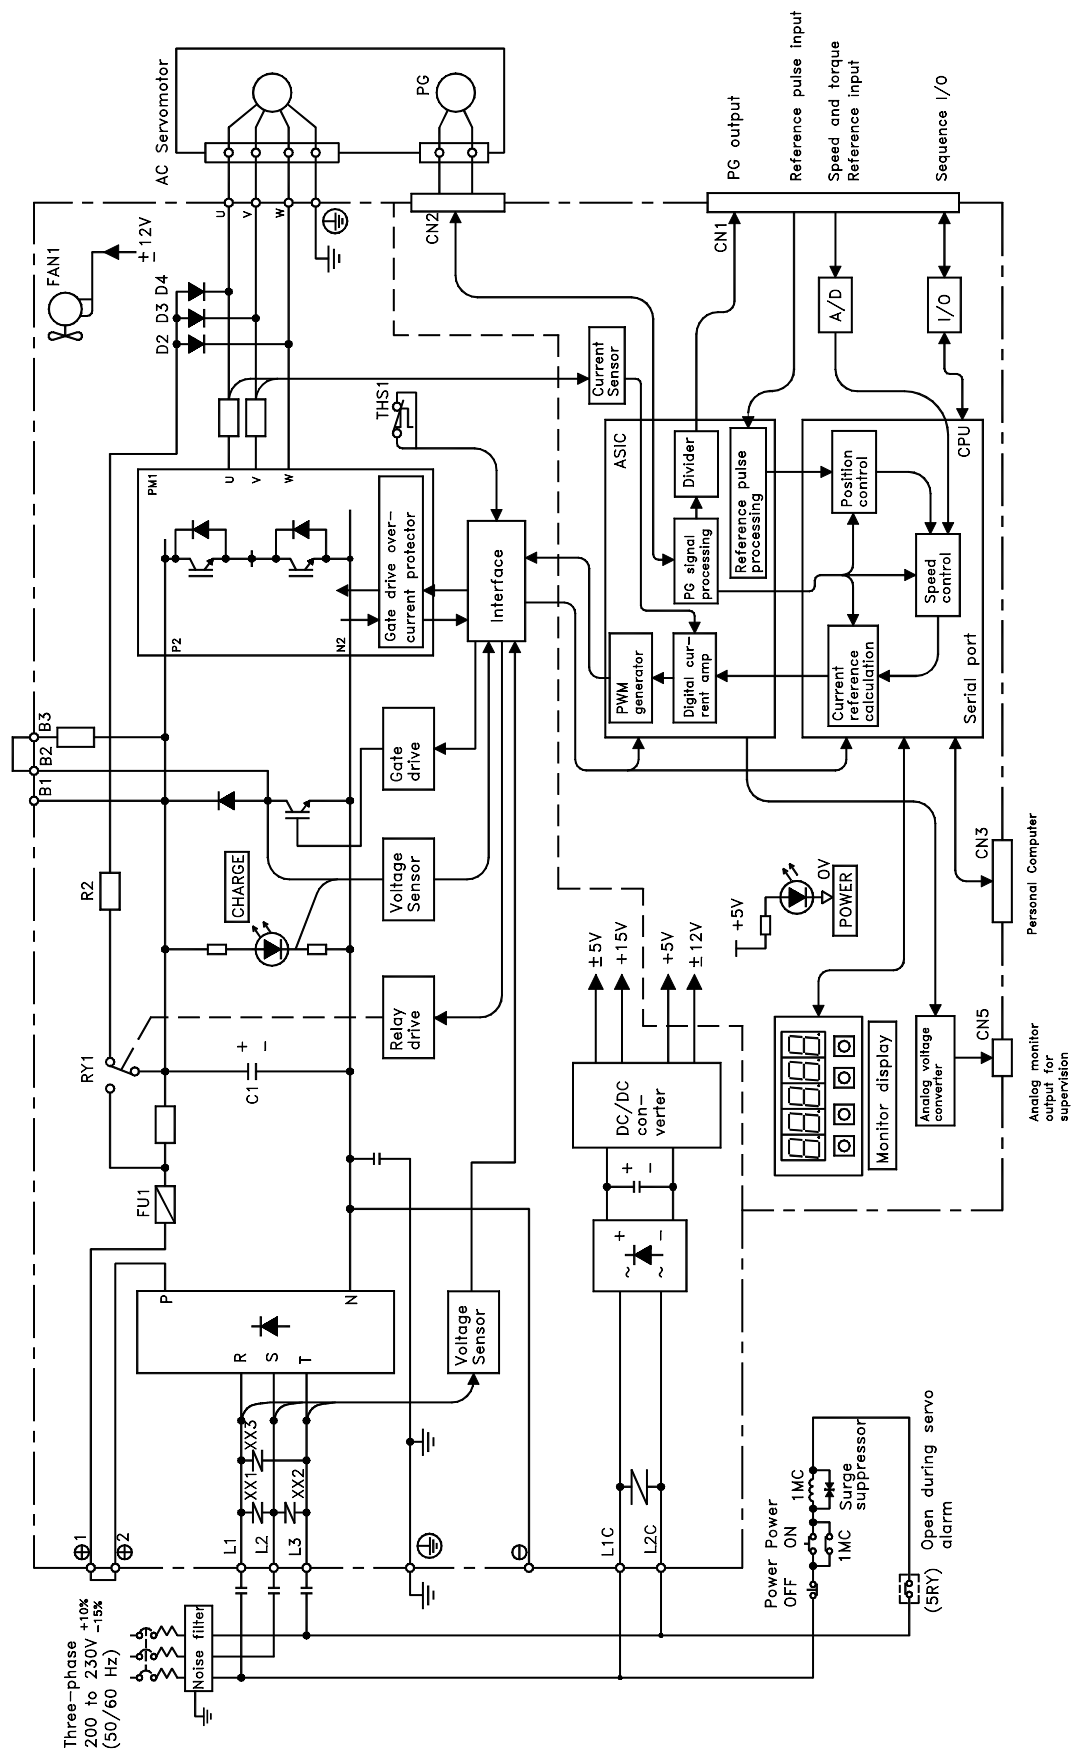 Three-phase
200 to 230V +10% -15%
(50/60 Hz)
Noise filter
1
2
L1
L2
L3
XX1
XX2
XX3
R
S
T
P
N
Voltage
Sensor
FU1
RY1
R2
C1
+
−
Relay
drive
CHARGE
Voltage
Sensor
Gate
drive
B1
B2
B3
P2
N2
PM1
Gate drive over-
current protector
Interface
THS1
U
V
W
D2
D3
D4
FAN1
±12V
U
V
W
AC Servomotor
PG
CN2
Current
Sensor
L1C
L2C
~
~
+
−
+
−
DC/DC
con-
verter
±5V
+15V
+5V
±12V
+5V
0V
POWER
ASIC
PWM
generator
Digital cur-
rent amp
PG signal
processing
Divider
Reference pulse
processing
CPU
Position
control
Speed
control
Current
reference
calculation
Serial port
A/D
I/O
CN1
PG output
Reference pulse input
Speed and torque
Reference input
Sequence I/O
Monitor display
Analog voltage
converter
CN5
Analog monitor
output for
supervision
CN3
Personal Computer
Power
OFF
Power
ON
1MC
1MC
Surge
suppressor
(5RY)
Open during servo
alarm